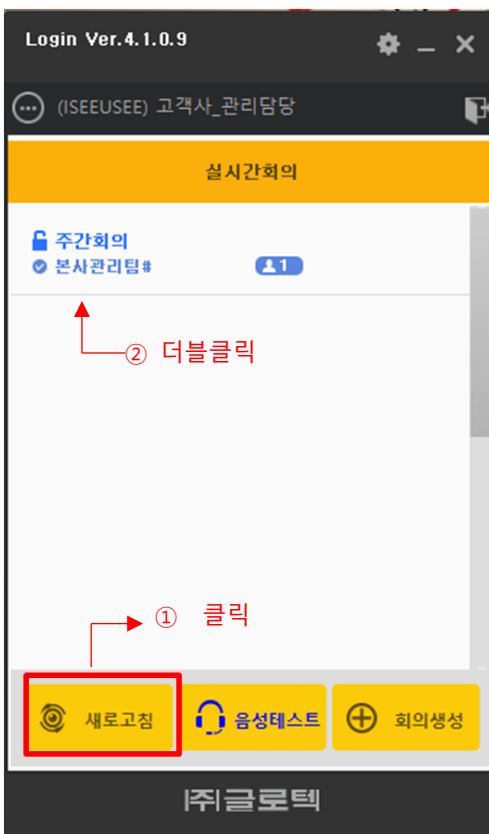 Login Ver.4.1.0.9
(ISEEUSEE) 고객사_관리담당
실시간회의
주간회의
본사관리팀# 1
② 더블클릭
① 클릭
새로고침 음성테스트 회의생성
㈜글로텍